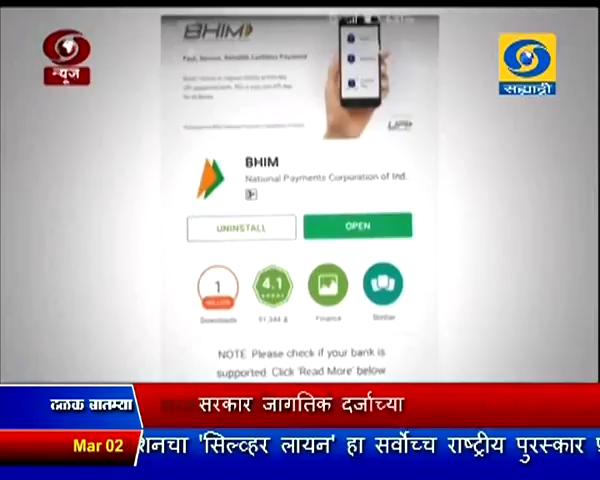 BHIM
Fast, Secure, Reliable Cashless Payment
UPI
न्यूज
सह्याद्री
BHIM
National Payments Corporation of Ind.
3+
UNINSTALL
OPEN
1
MILLION
Downloads
4.1
Finance
Similar
NOTE: Please check if your bank is
supported. Click 'Read More' below
ठळक बातम्या
सरकार जागतिक दर्जाच्या
Mar 02
शनचा 'सिल्व्हर लायन' हा सर्वोच्च राष्ट्रीय पुरस्कार